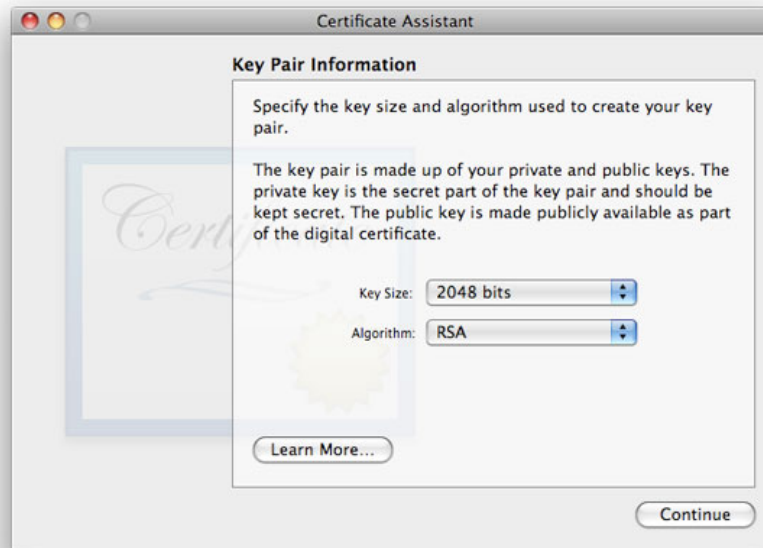 Certificate Assistant
Key Pair Information
Specify the key size and algorithm used to create your key
pair.
The key pair is made up of your private and public keys. The
private key is the secret part of the key pair and should be
kept secret. The public key is made publicly available as part
of the digital certificate.
Key Size: 2048 bits
Algorithm: RSA
Learn More...
Continue